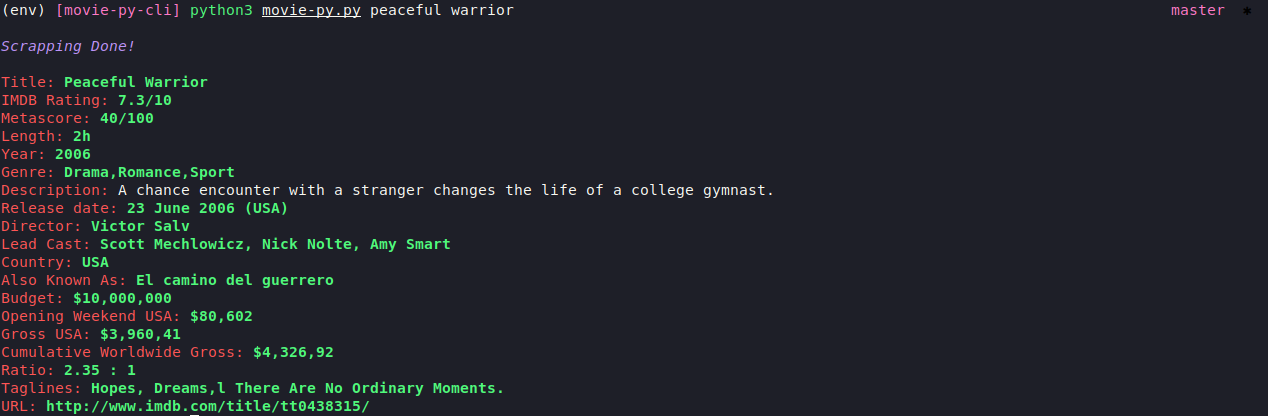 (env) [movie-py-cli] python3 movie-py.py peaceful warrior master ✱
Scrapping Done!
Title: Peaceful Warrior
IMDB Rating: 7.3/10
Metascore: 40/100
Length: 2h
Year: 2006
Genre: Drama,Romance,Sport
Description: A chance encounter with a stranger changes the life of a college gymnast.
Release date: 23 June 2006 (USA)
Director: Victor Salv
Lead Cast: Scott Mechlowicz, Nick Nolte, Amy Smart
Country: USA
Also Known As: El camino del guerrero
Budget: $10,000,000
Opening Weekend USA: $80,602
Gross USA: $3,960,41
Cumulative Worldwide Gross: $4,326,92
Ratio: 2.35 : 1
Taglines: Hopes, Dreams,l There Are No Ordinary Moments.
URL: http://www.imdb.com/title/tt0438315/